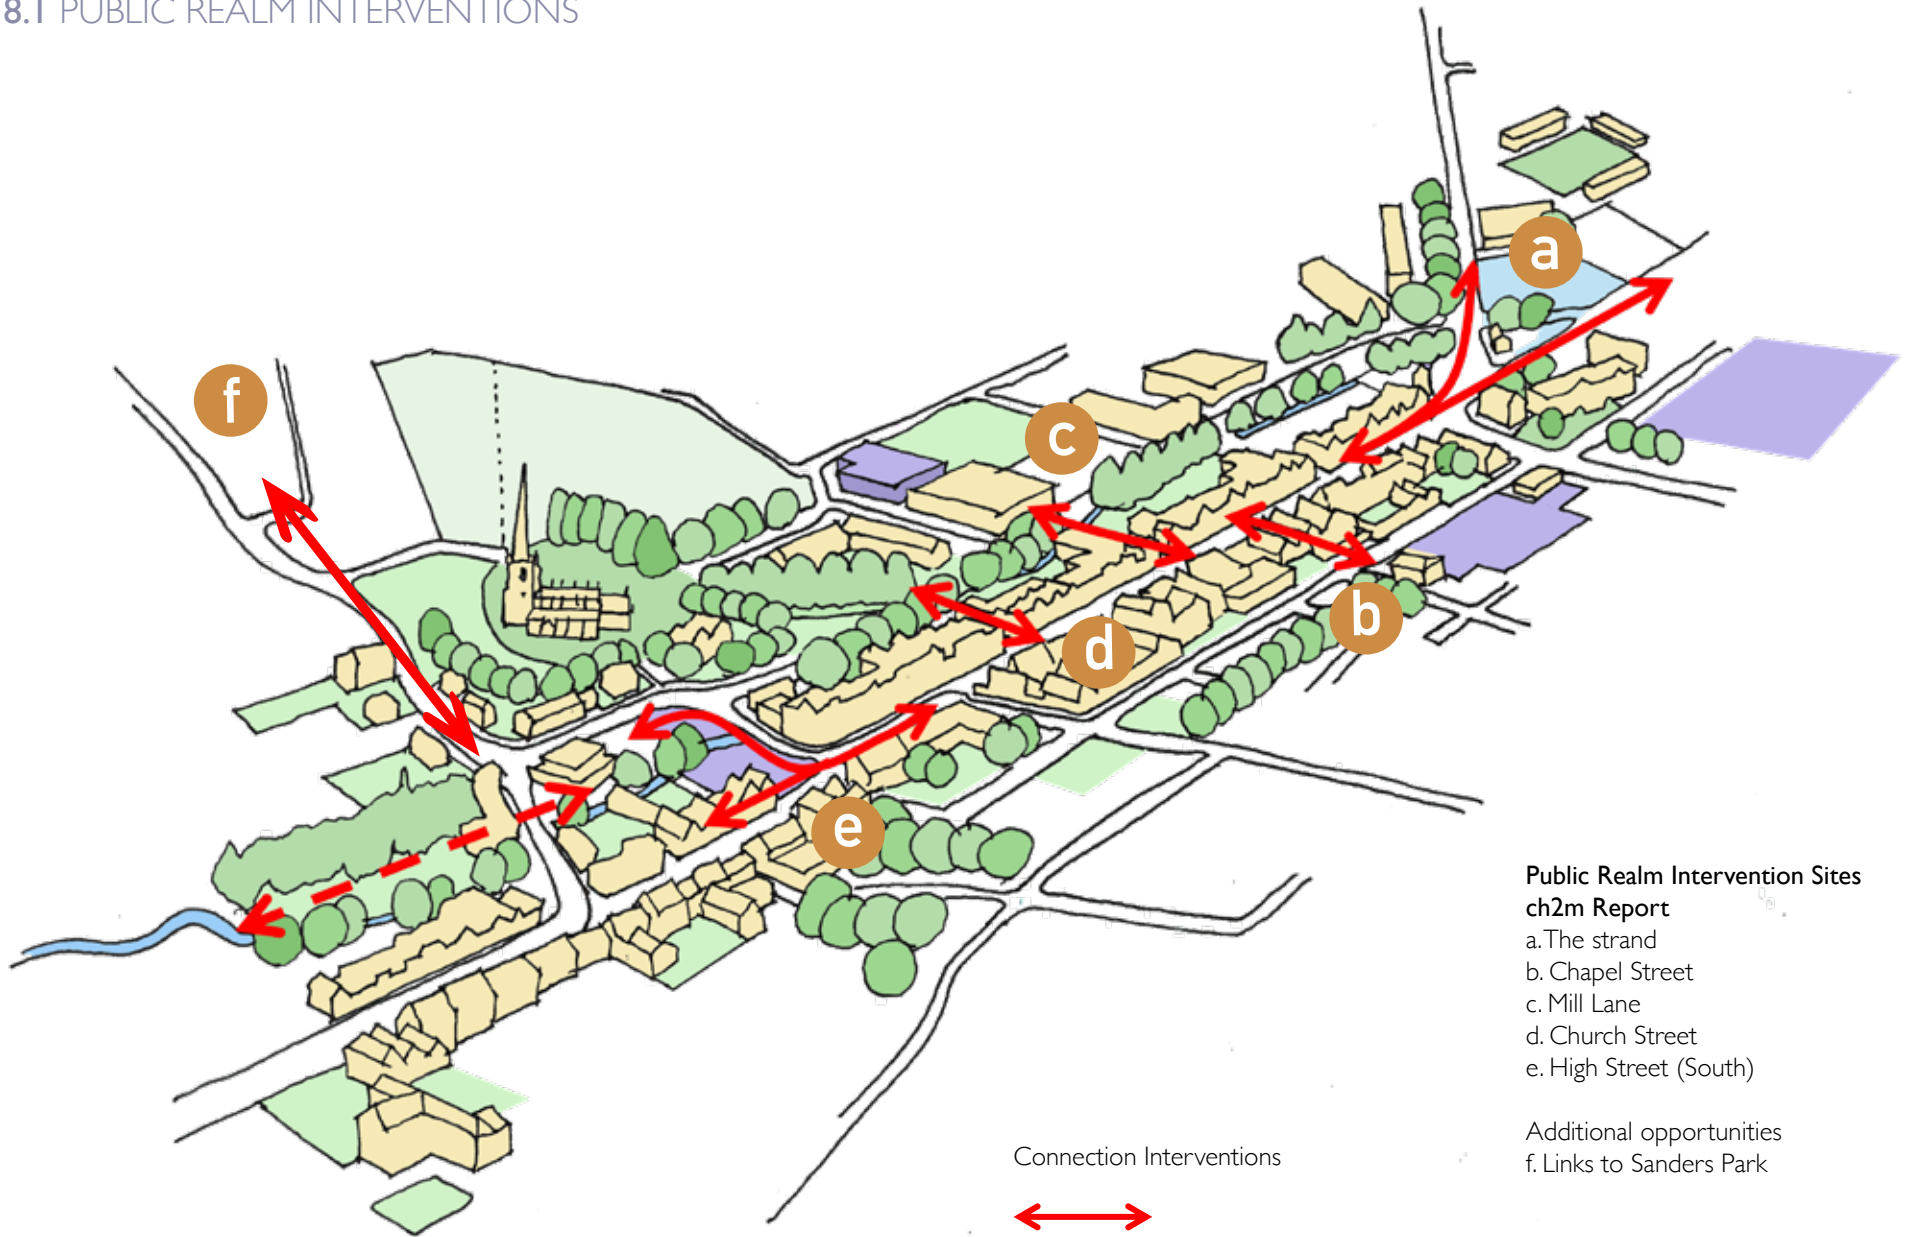 8.1 PUBLIC REALM INTERVENTIONS
a
f
c
b
d
e
Public Realm Intervention Sites
ch2m Report
a. The strand
b. Chapel Street
c. Mill Lane
d. Church Street
e. High Street (South)
Additional opportunities
f. Links to Sanders Park
Connection Interventions